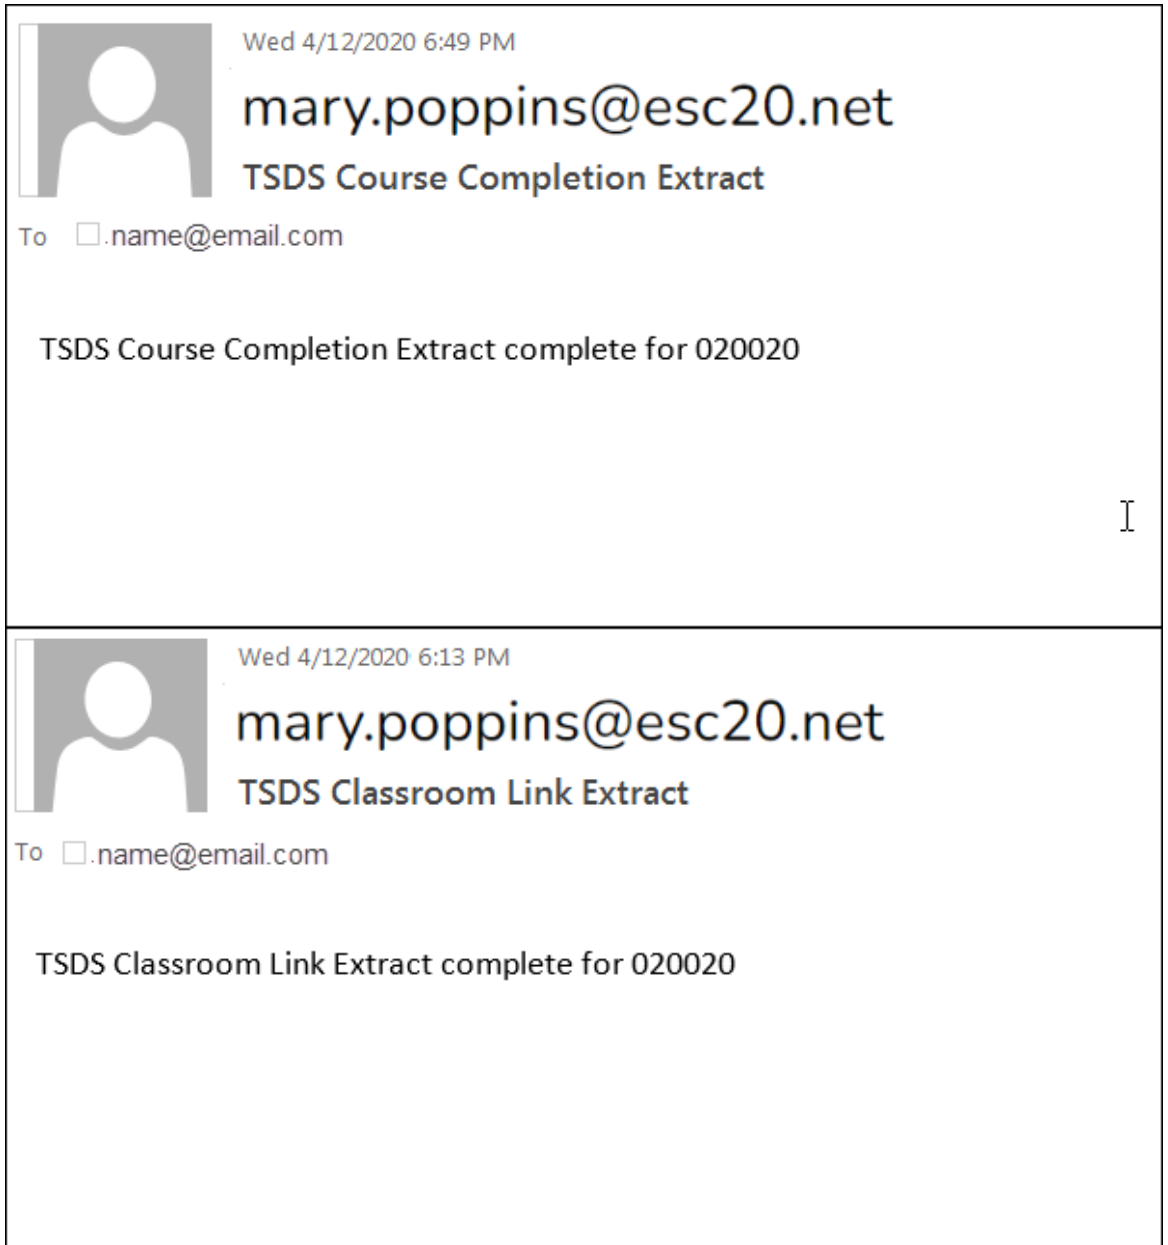 Wed 4/12/2020 6:49 PM
mary.poppins@esc20.net
TSDS Course Completion Extract
To .name@email.com
TSDS Course Completion Extract complete for 020020
Wed 4/12/2020 6:13 PM
mary.poppins@esc20.net
TSDS Classroom Link Extract
To .name@email.com
TSDS Classroom Link Extract complete for 020020